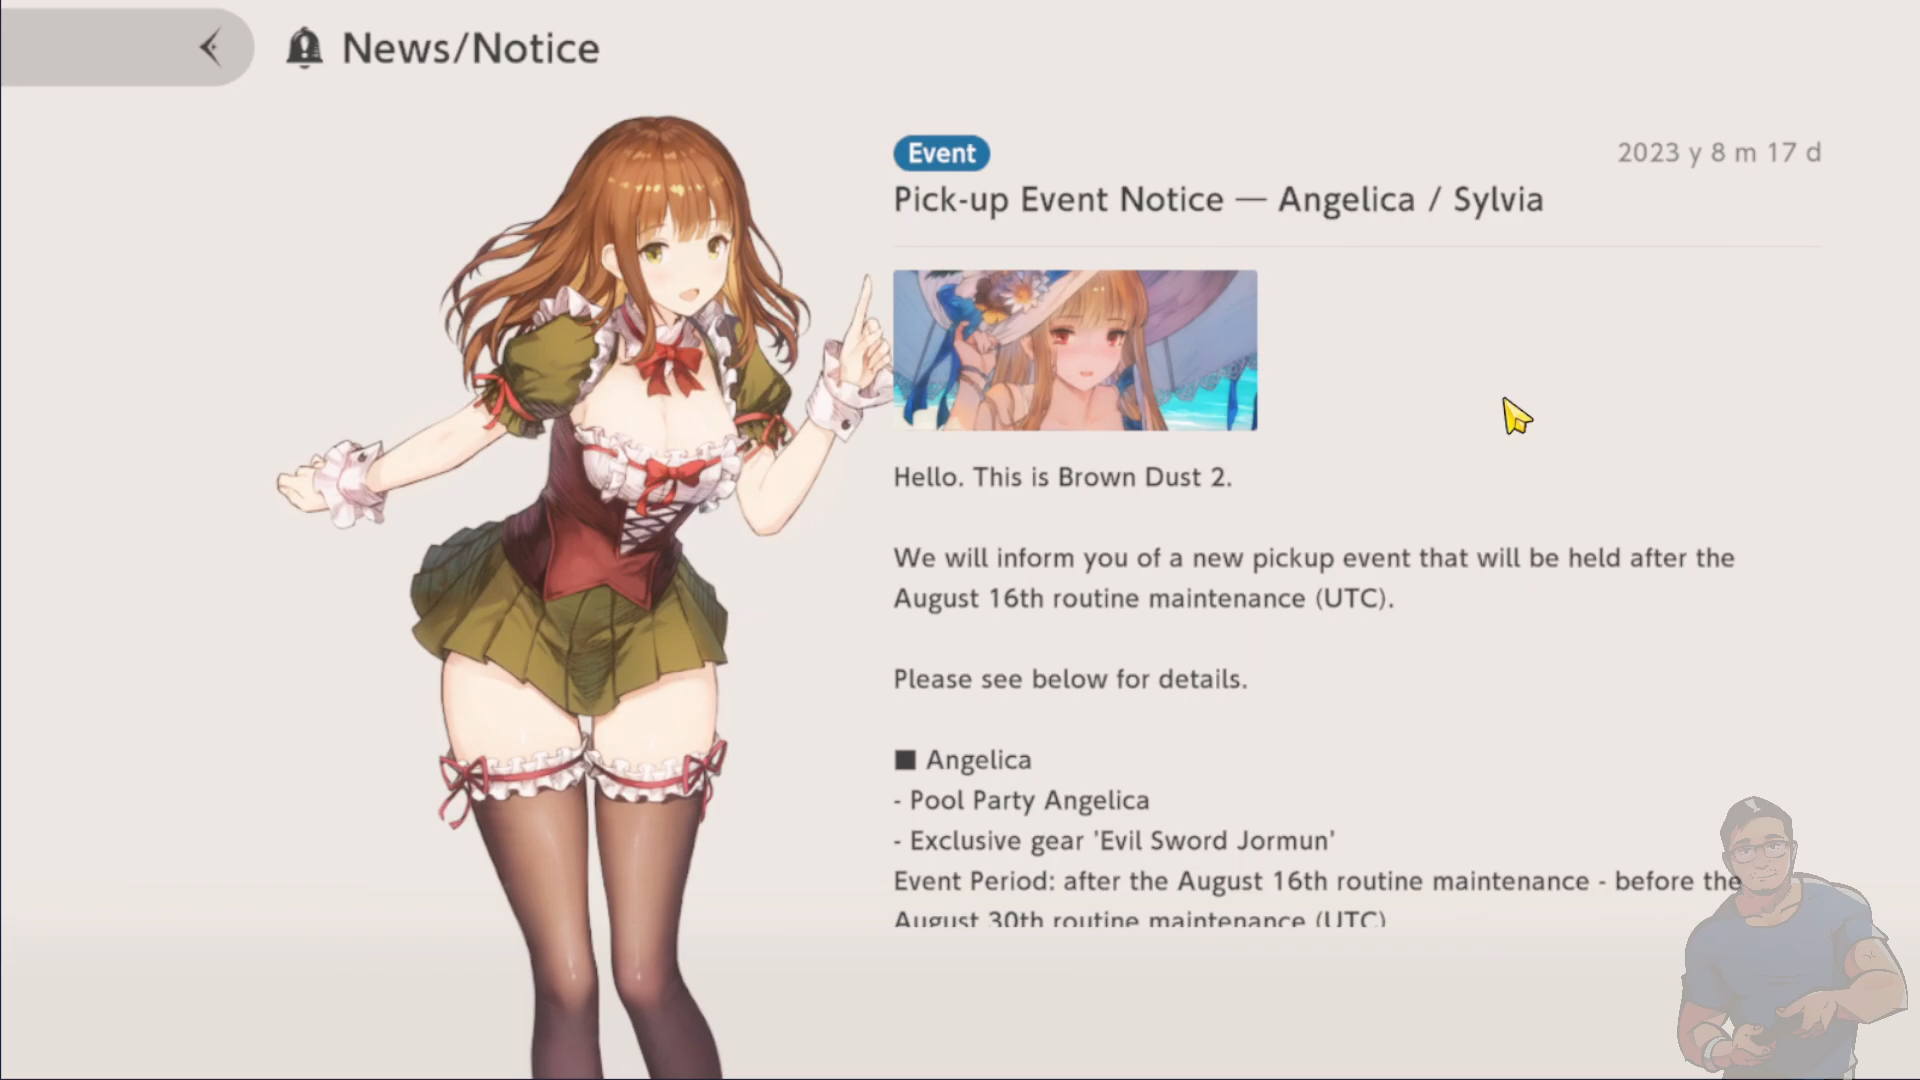 News/Notice
Event
2023 y 8 m 17 d
Pick-up Event Notice — Angelica / Sylvia
Hello. This is Brown Dust 2.
We will inform you of a new pickup event that will be held after the
August 16th routine maintenance (UTC).
Please see below for details.
■ Angelica
- Pool Party Angelica
- Exclusive gear 'Evil Sword Jormun'
Event Period: after the August 16th routine maintenance - before the
August 30th routine maintenance (UTC)